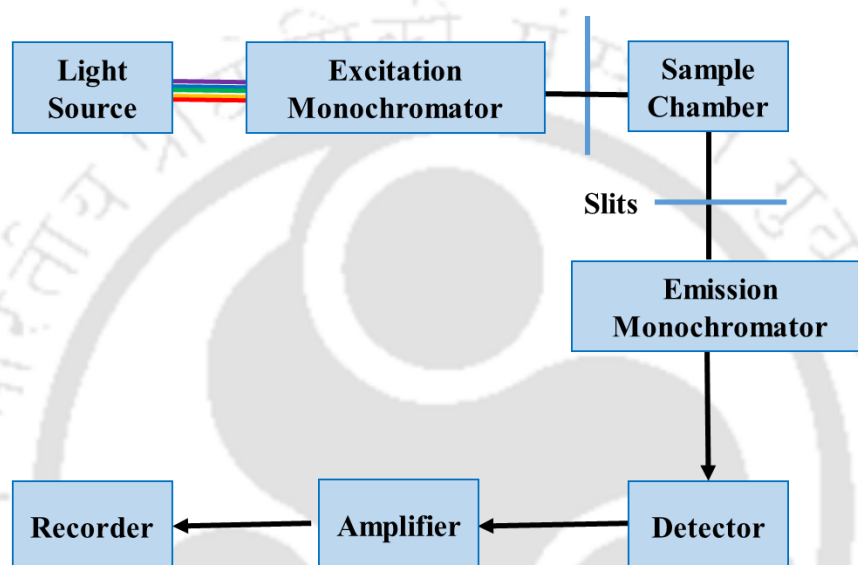 Light
Source
Excitation
Monochromator
Sample
Chamber
Slits
Emission
Monochromator
Recorder
Amplifier
Detector